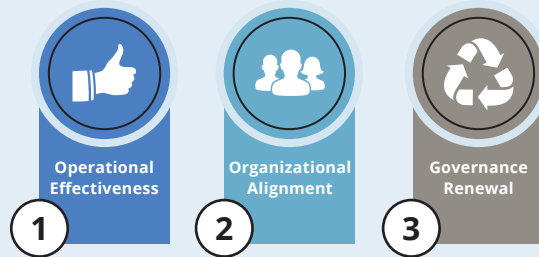 Operational
Effectiveness
1
Organizational
Alignment
2
Governance
Renewal
3